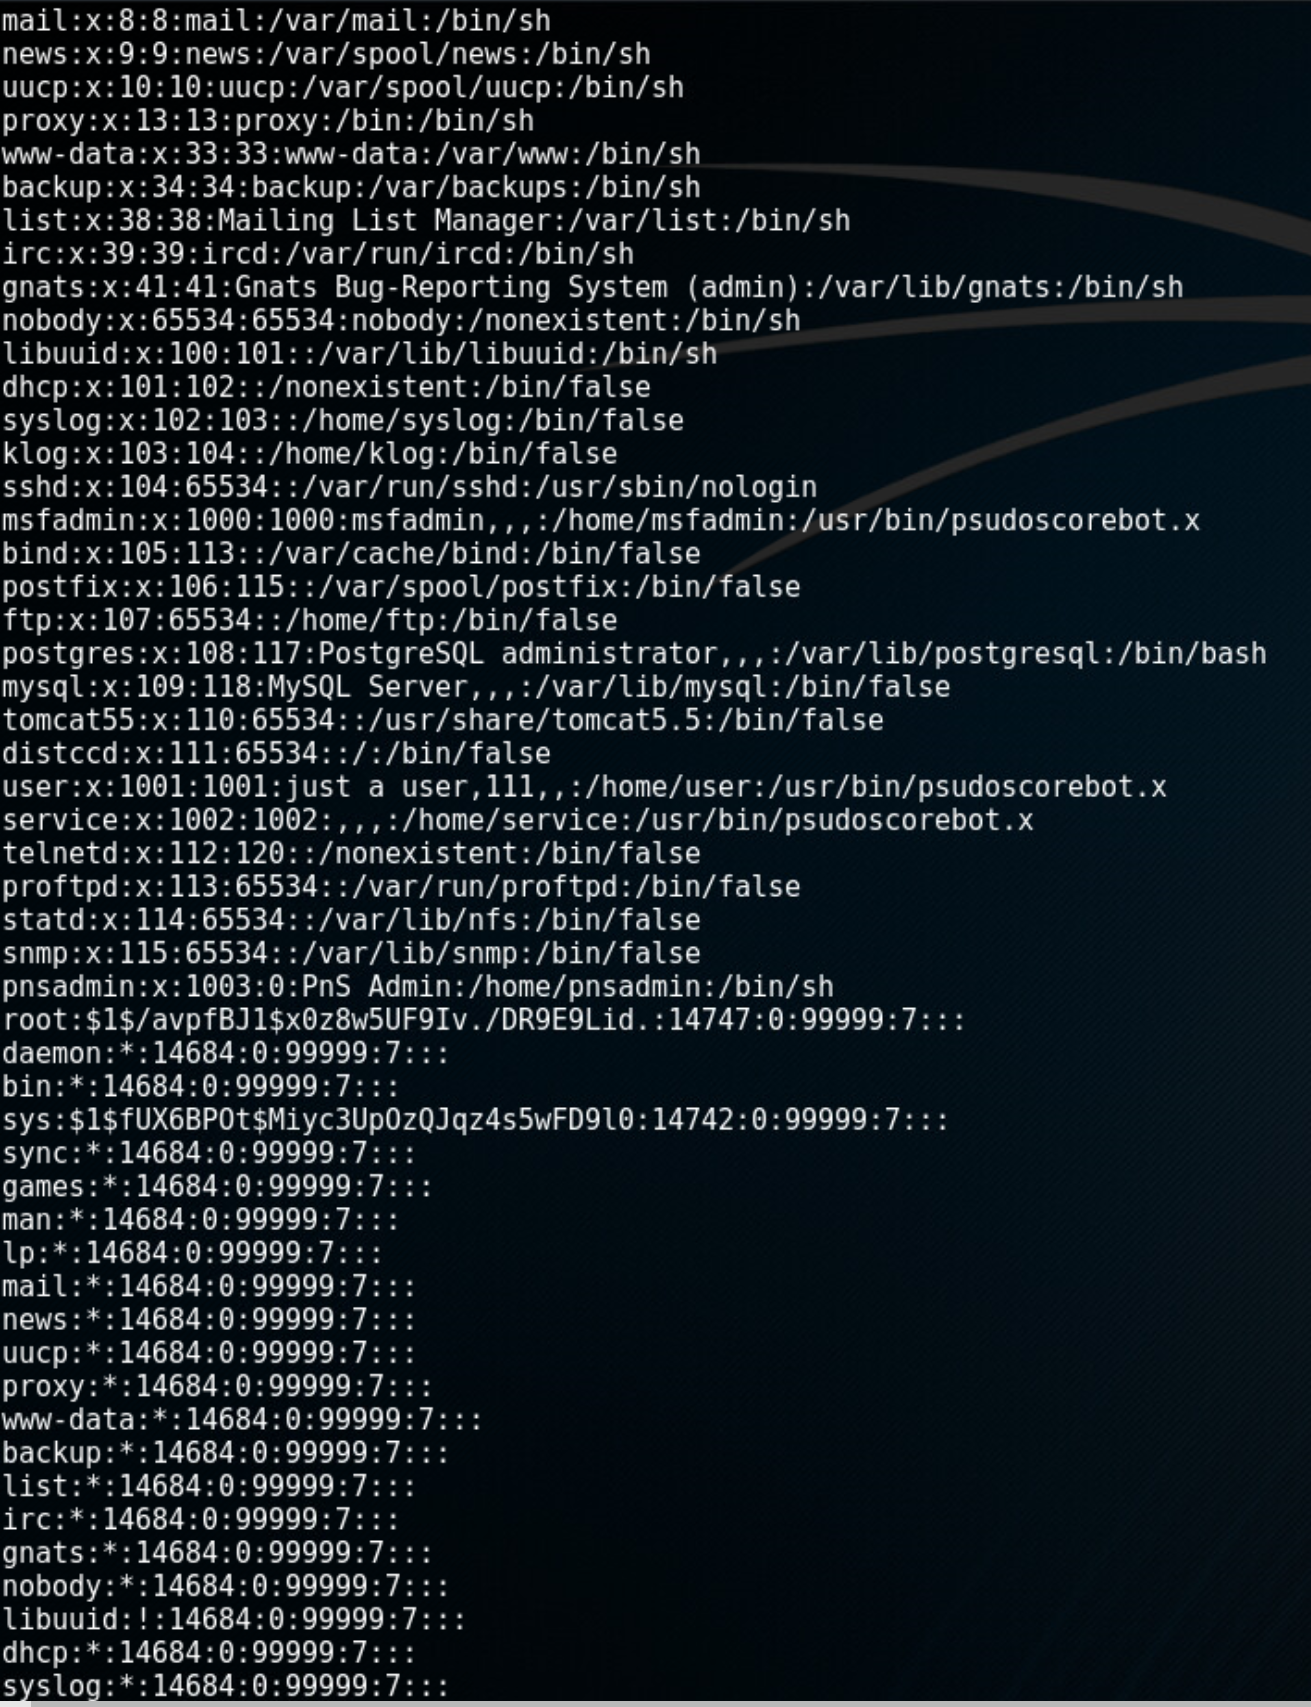 mail:x:8:8:mail:/var/mail:/bin/sh
news:x:9:9:news:/var/spool/news:/bin/sh
uucp:x:10:10:uucp:/var/spool/uucp:/bin/sh
proxy:x:13:13:proxy:/bin:/bin/sh
www-data:x:33:33:www-data:/var/www:/bin/sh
backup:x:34:34:backup:/var/backups:/bin/sh
list:x:38:38:Mailing List Manager:/var/list:/bin/sh
irc:x:39:39:ircd:/var/run/ircd:/bin/sh
gnats:x:41:41:Gnats Bug-Reporting System (admin):/var/lib/gnats:/bin/sh
nobody:x:65534:65534:nobody:/nonexistent:/bin/sh
libuuid:x:100:101::/var/lib/libuuid:/bin/sh
dhcp:x:101:102::/nonexistent:/bin/false
syslog:x:102:103::/home/syslog:/bin/false
klog:x:103:104::/home/klog:/bin/false
sshd:x:104:65534::/var/run/sshd:/usr/sbin/nologin
msfadmin:x:1000:1000:msfadmin,,,:/home/msfadmin:/usr/bin/psudoscorebot.x
bind:x:105:113::/var/cache/bind:/bin/false
postfix:x:106:115::/var/spool/postfix:/bin/false
ftp:x:107:65534::/home/ftp:/bin/false
postgres:x:108:117:PostgreSQL administrator,,,:/var/lib/postgresql:/bin/bash
mysql:x:109:118:MySQL Server,,,:/var/lib/mysql:/bin/false
tomcat55:x:110:65534::/usr/share/tomcat5.5:/bin/false
distccd:x:111:65534::/:/bin/false
user:x:1001:1001:just a user,111,,:/home/user:/usr/bin/psudoscorebot.x
service:x:1002:1002:,,,:/home/service:/usr/bin/psudoscorebot.x
telnetd:x:112:120::/nonexistent:/bin/false
proftpd:x:113:65534::/var/run/proftpd:/bin/false
statd:x:114:65534::/var/lib/nfs:/bin/false
snmp:x:115:65534::/var/lib/snmp:/bin/false
pnsadmin:x:1003:0:PnS Admin:/home/pnsadmin:/bin/sh
root:$1$/avpfBJ1$x0z8w5UF9Iv./DR9E9Lid.:14747:0:99999:7:::
daemon:*:14684:0:99999:7:::
bin:*:14684:0:99999:7:::
sys:$1$fUX6BPOt$Miyc3UpOzQJqz4s5wFD9l0:14742:0:99999:7:::
sync:*:14684:0:99999:7:::
games:*:14684:0:99999:7:::
man:*:14684:0:99999:7:::
lp:*:14684:0:99999:7:::
mail:*:14684:0:99999:7:::
news:*:14684:0:99999:7:::
uucp:*:14684:0:99999:7:::
proxy:*:14684:0:99999:7:::
www-data:*:14684:0:99999:7:::
backup:*:14684:0:99999:7:::
list:*:14684:0:99999:7:::
irc:*:14684:0:99999:7:::
gnats:*:14684:0:99999:7:::
nobody:*:14684:0:99999:7:::
libuuid:!:14684:0:99999:7:::
dhcp:*:14684:0:99999:7:::
syslog:*:14684:0:99999:7:::